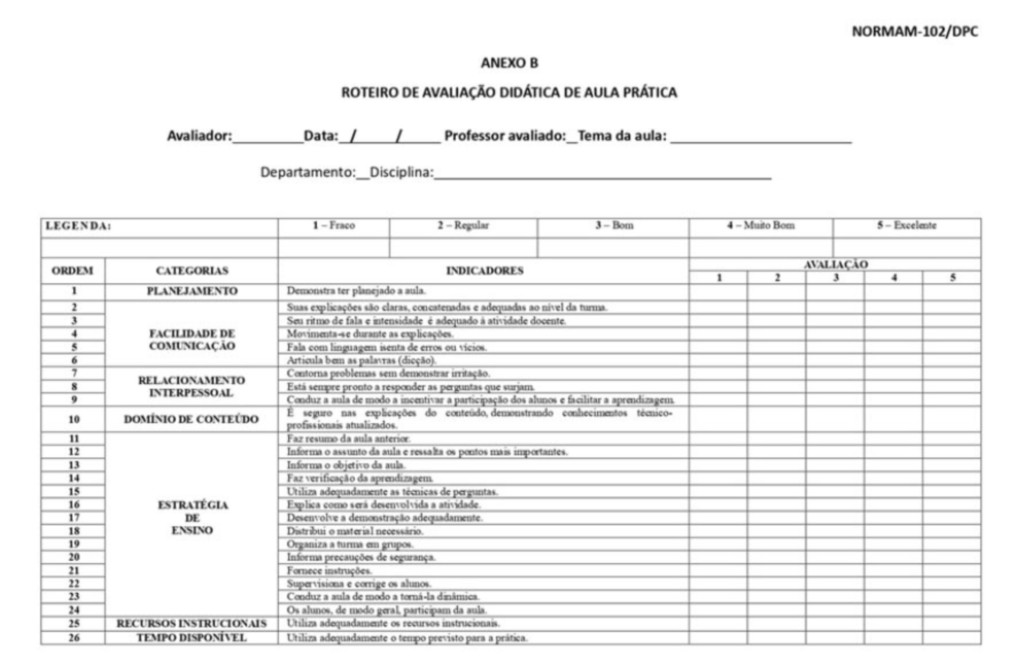 NORMAM-102/DPC
ANEXO B
ROTEIRO DE AVALIAÇÃO DIDÁTICA DE AULA PRÁTICA
Avaliador:__________Data:__/______/_____ Professor avaliado:__Tema da aula: __________________________
Departamento:__Disciplina:________________________________________________
LEGENDA: 1 – Fraco 2 – Regular 3 – Bom 4 – Muito Bom 5 – Excelente
ORDEM CATEGORIAS INDICADORES AVALIAÇÃO
1 2 3 4 5
1 PLANEJAMENTO Demonstra ter planejado a aula.
2 Suas explicações são claras, concatenadas e adequadas ao nível da turma.
3 Seu ritmo de fala e intensidade é adequado à atividade docente.
4 FACILIDADE DE Movimenta-se durante as explicações.
5 COMUNICAÇÃO Fala com linguagem isenta de erros ou vícios.
6 Articula bem as palavras (dicção).
7 Contorna problemas sem demonstrar irritação.
8 RELACIONAMENTO INTERPESSOAL Está sempre pronto a responder as perguntas que surjam.
9 Conduz a aula de modo a incentivar a participação dos alunos e facilitar a aprendizagem.
10 DOMÍNIO DE CONTEÚDO É seguro nas explicações do conteúdo, demonstrando conhecimentos técnico-
profissionais atualizados.
11 Faz resumo da aula anterior.
12 Informa o assunto da aula e ressalta os pontos mais importantes.
13 Informa o objetivo da aula.
14 Faz verificação da aprendizagem.
15 Utiliza adequadamente as técnicas de perguntas.
16 ESTRATÉGIA Explica como será desenvolvida a atividade.
17 DE Desenvolve a demonstração adequadamente.
18 ENSINO Distribui o material necessário.
19 Organiza a turma em grupos.
20 Informa precauções de segurança.
21 Fornece instruções.
22 Supervisiona e corrige os alunos.
23 Conduz a aula de modo a torná-la dinâmica.
24 Os alunos, de modo geral, participam da aula.
25 RECURSOS INSTRUCIONAIS Utiliza adequadamente os recursos instrucionais.
26 TEMPO DISPONÍVEL Utiliza adequadamente o tempo previsto para a prática.